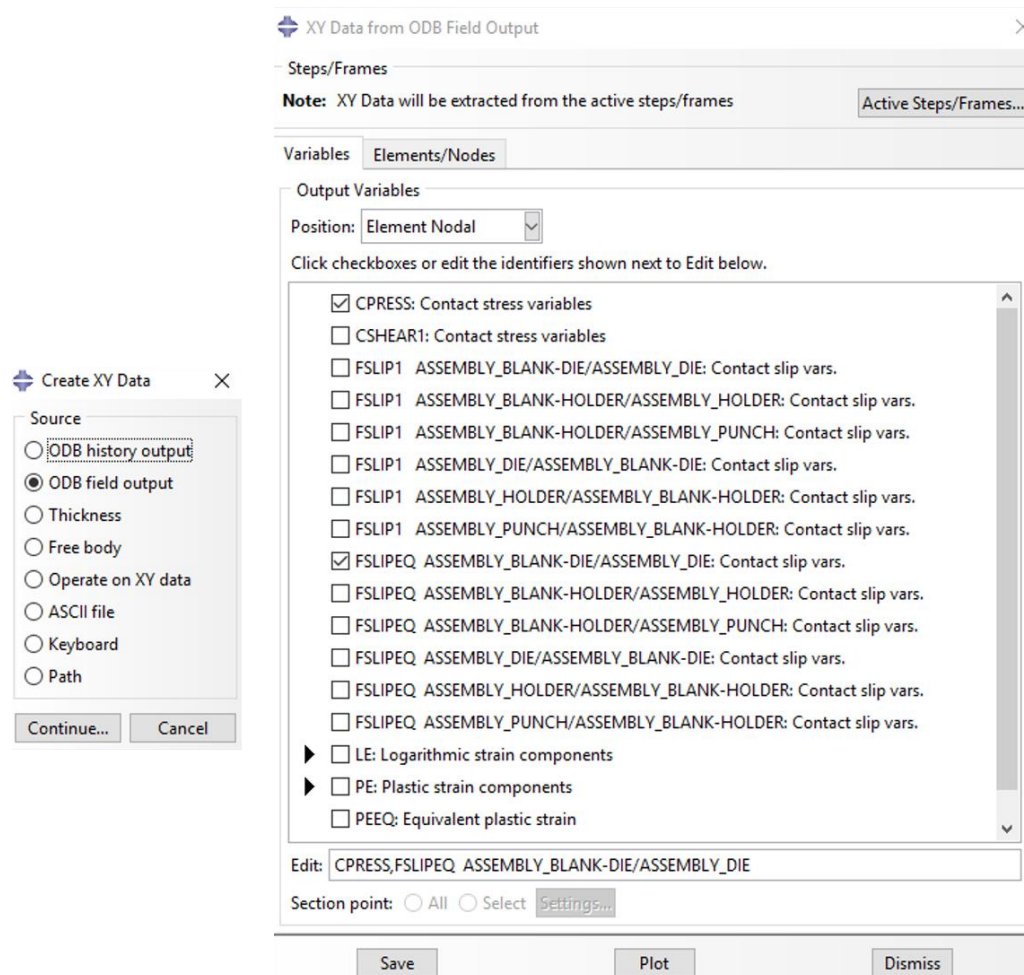 Create XY Data
Source
ODB history output
ODB field output
Thickness
Free body
Operate on XY data
ASCII file
Keyboard
Path
Continue... Cancel
XY Data from ODB Field Output
Steps/Frames
Note: XY Data will be extracted from the active steps/frames Active Steps/Frames...
Variables Elements/Nodes
Output Variables
Position: Element Nodal
Click checkboxes or edit the identifiers shown next to Edit below.
CPRESS: Contact stress variables
CSHEAR1: Contact stress variables
FSLIP1 ASSEMBLY_BLANK-DIE/ASSEMBLY_DIE: Contact slip vars.
FSLIP1 ASSEMBLY_BLANK-HOLDER/ASSEMBLY_HOLDER: Contact slip vars.
FSLIP1 ASSEMBLY_BLANK-HOLDER/ASSEMBLY_PUNCH: Contact slip vars.
FSLIP1 ASSEMBLY_DIE/ASSEMBLY_BLANK-DIE: Contact slip vars.
FSLIP1 ASSEMBLY_HOLDER/ASSEMBLY_BLANK-HOLDER: Contact slip vars.
FSLIP1 ASSEMBLY_PUNCH/ASSEMBLY_BLANK-HOLDER: Contact slip vars.
FSLIPEQ ASSEMBLY_BLANK-DIE/ASSEMBLY_DIE: Contact slip vars.
FSLIPEQ ASSEMBLY_BLANK-HOLDER/ASSEMBLY_HOLDER: Contact slip vars.
FSLIPEQ ASSEMBLY_BLANK-HOLDER/ASSEMBLY_PUNCH: Contact slip vars.
FSLIPEQ ASSEMBLY_DIE/ASSEMBLY_BLANK-DIE: Contact slip vars.
FSLIPEQ ASSEMBLY_HOLDER/ASSEMBLY_BLANK-HOLDER: Contact slip vars.
FSLIPEQ ASSEMBLY_PUNCH/ASSEMBLY_BLANK-HOLDER: Contact slip vars.
LE: Logarithmic strain components
PE: Plastic strain components
PEEQ: Equivalent plastic strain
Edit: CPRESS,FSLIPEQ ASSEMBLY_BLANK-DIE/ASSEMBLY_DIE
Section point: All Select Settings...
Save Plot Dismiss